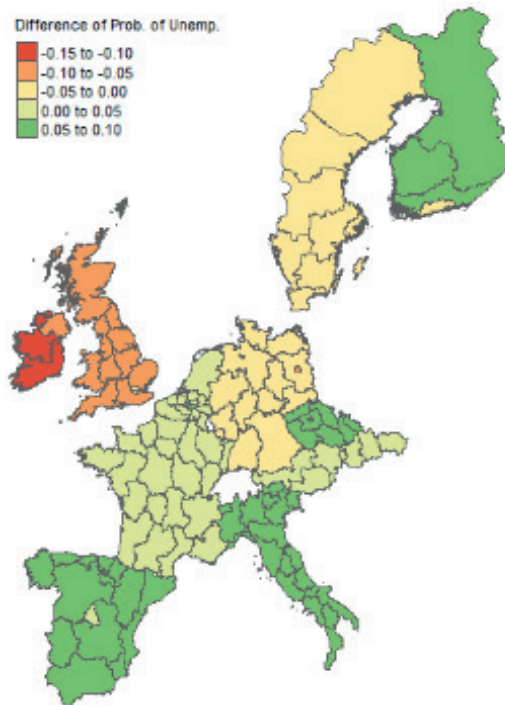 Difference of Prob. of Unemp.
-0.15 to -0.10
-0.10 to -0.05
-0.05 to 0.00
0.00 to 0.05
0.05 to 0.10